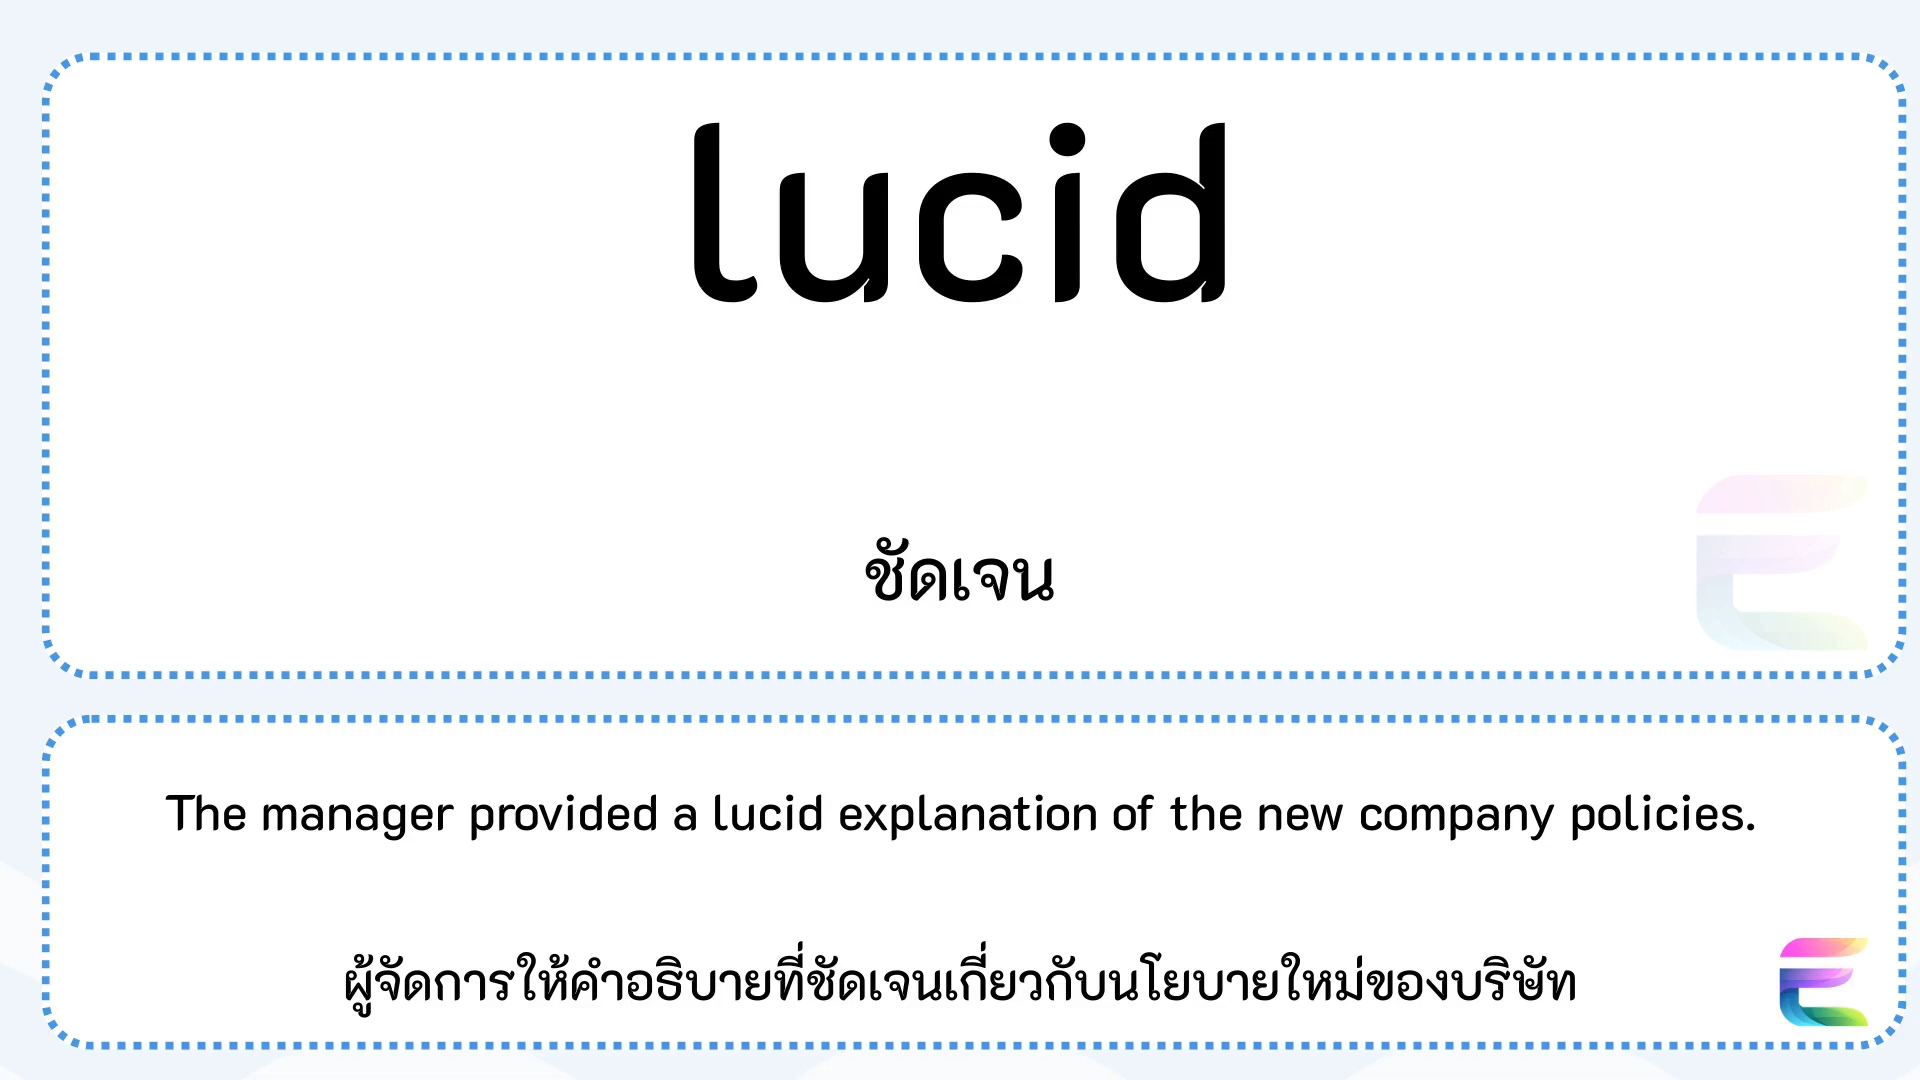 lucid
ชัดเจน
The manager provided a lucid explanation of the new company policies.
ผู้จัดการให้คำอธิบายที่ชัดเจนเกี่ยวกับนโยบายใหม่ของบริษัท